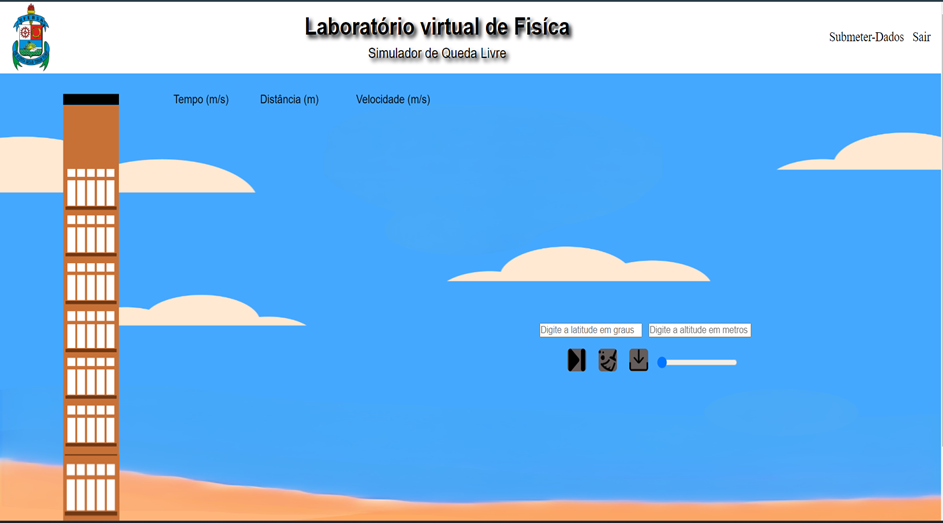 Laboratório virtual de Fisíca
Simulador de Queda Livre
Submeter-Dados Sair
Tempo (m/s) Distância (m) Velocidade (m/s)
Digite a latitude em graus Digite a altitude em metros